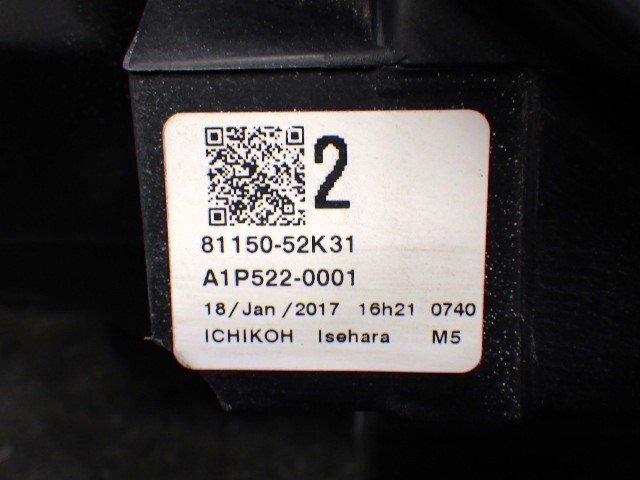 2
81150-52K31
A1P522-0001
18/Jan/2017 16h21 0740
ICHIKOH Isehara M5